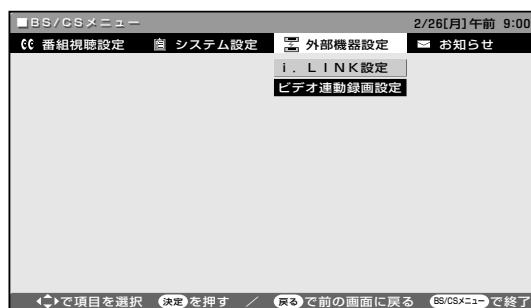 ■BS/CSメニュー 2/26[月]午前 9:00
番組視聴設定 システム設定 外部機器設定 お知らせ
i．LINK設定
ビデオ連動録画設定
で項目を選択 決定を押す ／ 戻るで前の画面に戻る BS/CSメニューで終了